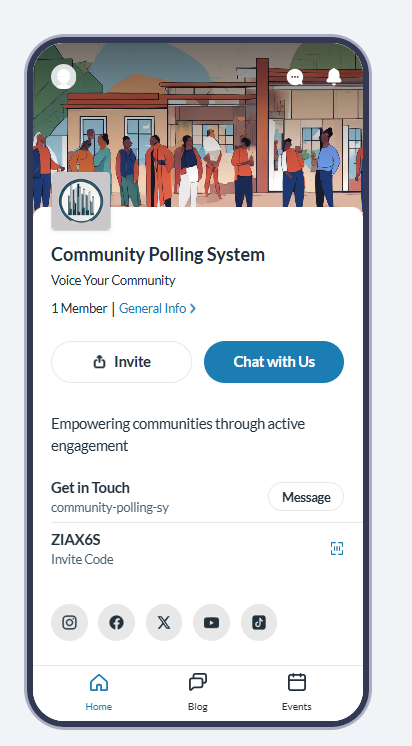 Community Polling System
Voice Your Community
1 Member | General Info >
Invite
Chat with Us
Empowering communities through active
engagement
Get in Touch
community-polling-sy
Message
ZIAX6S
Invite Code
Home
Blog
Events